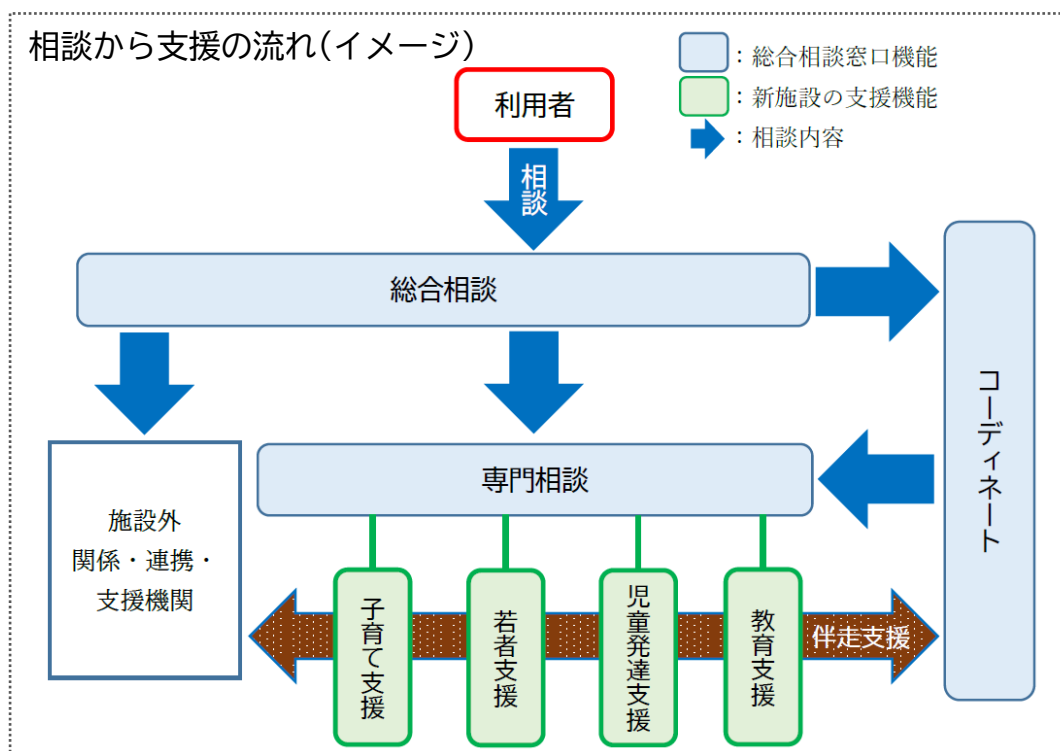 相談から支援の流れ(イメージ)
：総合相談窓口機能
：新施設の支援機能
：相談内容
利用者
相談
総合相談
コーディネート
専門相談
施設外
関係・連携・
支援機関
子育て支援
若者支援
児童発達支援
教育支援
伴走支援